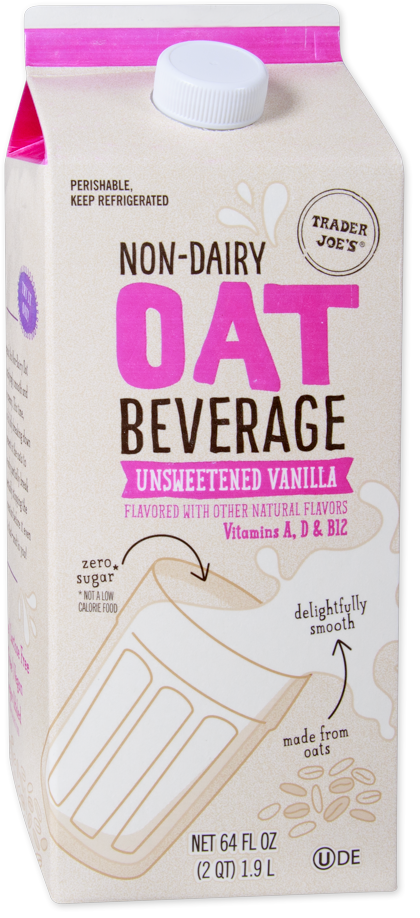 PERISHABLE,
KEEP REFRIGERATED
TRADER
JOE'S®
NON-DAIRY
OAT
BEVERAGE
UNSWEETENED VANILLA
FLAVORED WITH OTHER NATURAL FLAVORS
Vitamins A, D & B12
zero
sugar*
*NOT A LOW
CALORIE FOOD
delightfully
smooth
made from
oats
NET 64 FL OZ
(2 QT) 1.9 L
UDE